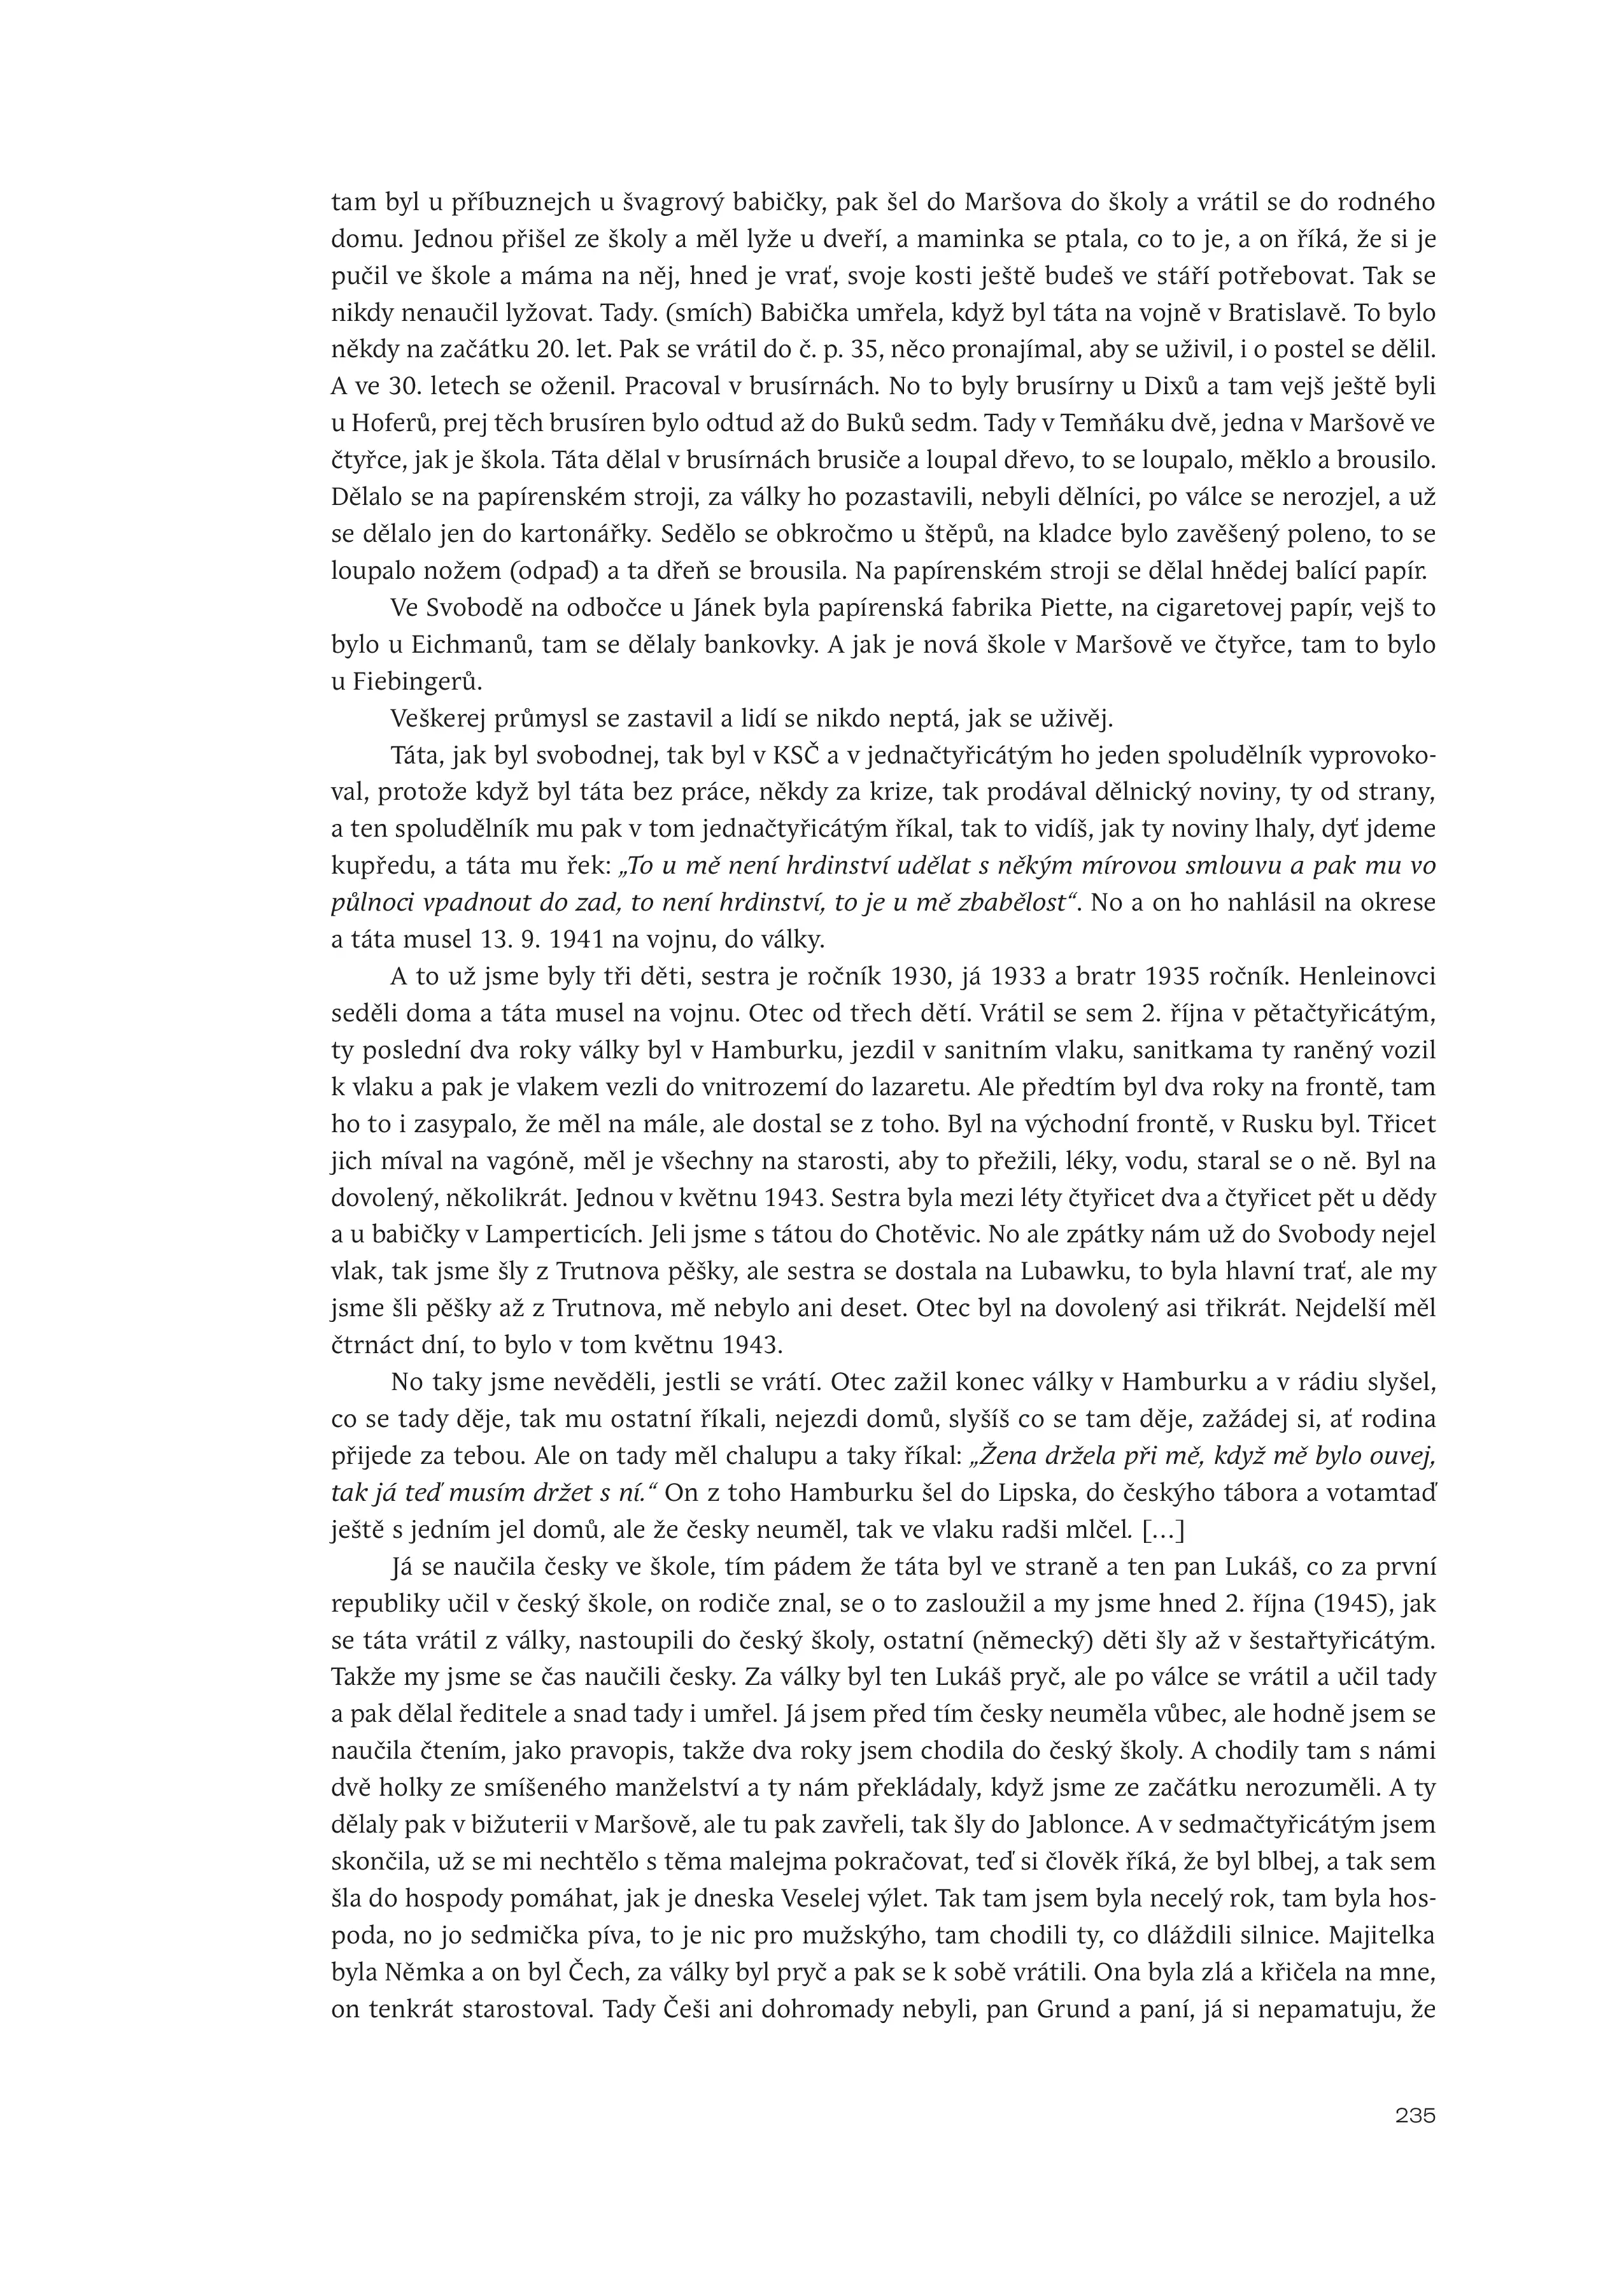 tam byl u příbuznejch u švagrový babičky, pak šel do Maršova do školy a vrátil se do rodného
domu. Jednou přišel ze školy a měl lyže u dveří, a maminka se ptala, co to je, a on říká, že si je
pučil ve škole a máma na něj, hned je vrať, svoje kosti ještě budeš ve stáří potřebovat. Tak se
nikdy nenaučil lyžovat. Tady. (smích) Babička umřela, když byl táta na vojně v Bratislavě. To bylo
někdy na začátku 20. let. Pak se vrátil do č. p. 35, něco pronajímal, aby se uživil, i o postel se dělil.
A ve 30. letech se oženil. Pracoval v brusírnách. No to byly brusírny u Dixů a tam vejš ještě byli
u Hoferů, prej těch brusíren bylo odtud až do Buků sedm. Tady v Temňáku dvě, jedna v Maršově ve
čtyřce, jak je škola. Táta dělal v brusírnách brusiče a loupal dřevo, to se loupalo, měklo a brousilo.
Dělalo se na papírenském stroji, za války ho pozastavili, nebyli dělníci, po válce se nerozjel, a už
se dělalo jen do kartonářky. Sedělo se obkročmo u štěpů, na kladce bylo zavěšený poleno, to se
loupalo nožem (odpad) a ta dřeň se brousila. Na papírenském stroji se dělal hnědej balící papír.
Ve Svobodě na odbočce u Jánek byla papírenská fabrika Piette, na cigaretovej papír, vejš to
bylo u Eichmanů, tam se dělaly bankovky. A jak je nová škole v Maršově ve čtyřce, tam to bylo
u Fiebingerů.
Veškerej průmysl se zastavil a lidí se nikdo neptá, jak se uživěj.
Táta, jak byl svobodnej, tak byl v KSČ a v jednačtyřicátým ho jeden spoludělník vyprovoko-
val, protože když byl táta bez práce, někdy za krize, tak prodával dělnický noviny, ty od strany,
a ten spoludělník mu pak v tom jednačtyřicátým říkal, tak to vidíš, jak ty noviny lhaly, dyť jdeme
kupředu, a táta mu řek: „To u mě není hrdinství udělat s někým mírovou smlouvu a pak mu vo
půlnoci vpadnout do zad, to není hrdinství, to je u mě zbabělost“. No a on ho nahlásil na okrese
a táta musel 13. 9. 1941 na vojnu, do války.
A to už jsme byly tři děti, sestra je ročník 1930, já 1933 a bratr 1935 ročník. Henleinovci
seděli doma a táta musel na vojnu. Otec od třech dětí. Vrátil se sem 2. října v pětačtyřicátým,
ty poslední dva roky války byl v Hamburku, jezdil v sanitním vlaku, sanitkama ty raněný vozil
k vlaku a pak je vlakem vezli do vnitrozemí do lazaretu. Ale předtím byl dva roky na frontě, tam
ho to i zasypalo, že měl na mále, ale dostal se z toho. Byl na východní frontě, v Rusku byl. Třicet
jich míval na vagóně, měl je všechny na starosti, aby to přežili, léky, vodu, staral se o ně. Byl na
dovolený, několikrát. Jednou v květnu 1943. Sestra byla mezi léty čtyřicet dva a čtyřicet pět u dědy
a u babičky v Lamperticích. Jeli jsme s tátou do Chotěvic. No ale zpátky nám už do Svobody nejel
vlak, tak jsme šly z Trutnova pěšky, ale sestra se dostala na Lubawku, to byla hlavní trať, ale my
jsme šli pěšky až z Trutnova, mě nebylo ani deset. Otec byl na dovolený asi třikrát. Nejdelší měl
čtrnáct dní, to bylo v tom květnu 1943.
No taky jsme nevěděli, jestli se vrátí. Otec zažil konec války v Hamburku a v rádiu slyšel,
co se tady děje, tak mu ostatní říkali, nejezdi domů, slyšíš co se tam děje, zažádej si, ať rodina
přijede za tebou. Ale on tady měl chalupu a taky říkal: „Žena držela při mě, když mě bylo ouvej,
tak já teď musím držet s ní.“ On z toho Hamburku šel do Lipska, do českýho tábora a votamtaď
ještě s jedním jel domů, ale že česky neuměl, tak ve vlaku radši mlčel. […]
Já se naučila česky ve škole, tím pádem že táta byl ve straně a ten pan Lukáš, co za první
republiky učil v český škole, on rodiče znal, se o to zasloužil a my jsme hned 2. října (1945), jak
se táta vrátil z války, nastoupili do český školy, ostatní (německý) děti šly až v šestařtyřicátým.
Takže my jsme se čas naučili česky. Za války byl ten Lukáš pryč, ale po válce se vrátil a učil tady
a pak dělal ředitele a snad tady i umřel. Já jsem před tím česky neuměla vůbec, ale hodně jsem se
naučila čtením, jako pravopis, takže dva roky jsem chodila do český školy. A chodily tam s námi
dvě holky ze smíšeného manželství a ty nám překládaly, když jsme ze začátku nerozuměli. A ty
dělaly pak v bižuterii v Maršově, ale tu pak zavřeli, tak šly do Jablonce. A v sedmačtyřicátým jsem
skončila, už se mi nechtělo s těma malejma pokračovat, teď si člověk říká, že byl blbej, a tak sem
šla do hospody pomáhat, jak je dneska Veselej výlet. Tak tam jsem byla necelý rok, tam byla hos-
poda, no jo sedmička píva, to je nic pro mužskýho, tam chodili ty, co dláždili silnice. Majitelka
byla Němka a on byl Čech, za války byl pryč a pak se k sobě vrátili. Ona byla zlá a křičela na mne,
on tenkrát starostoval. Tady Češi ani dohromady nebyli, pan Grund a paní, já si nepamatuju, že
235